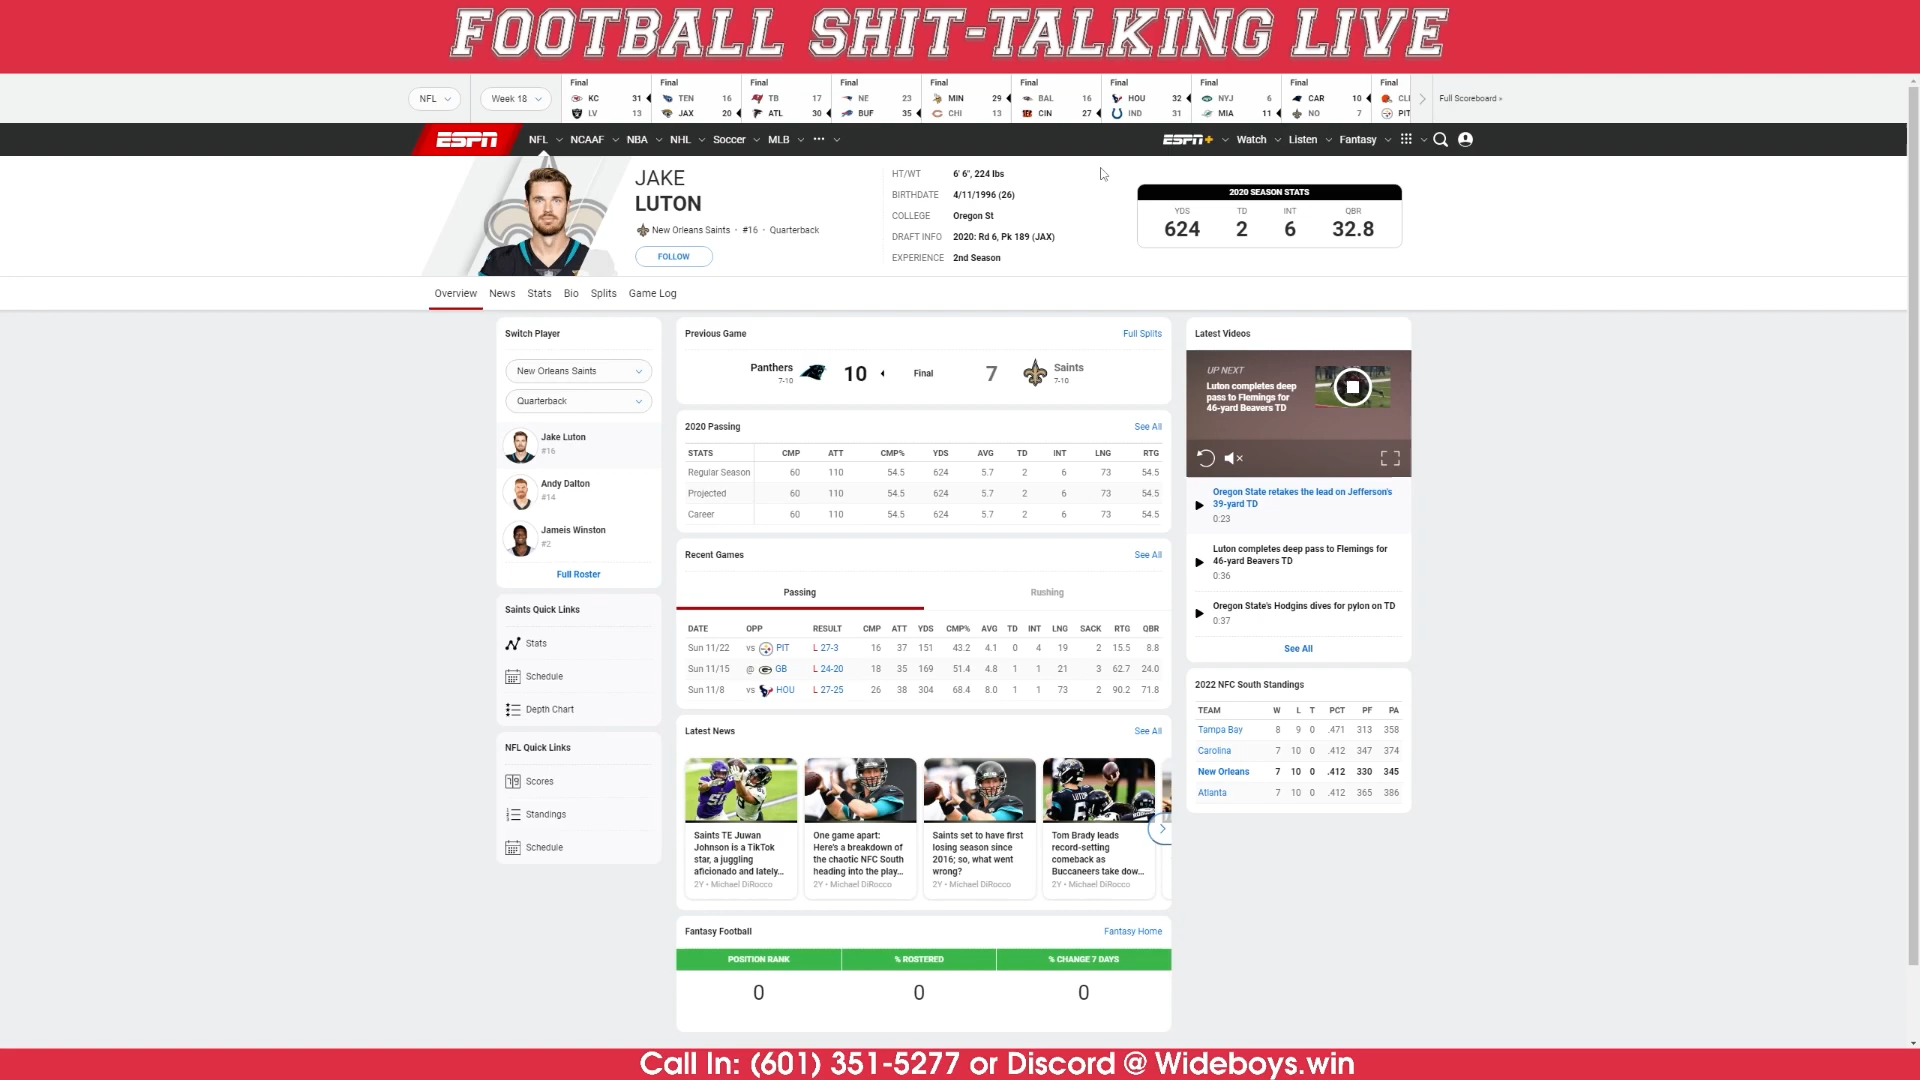 FOOTBALL SHIT-TALKING LIVE
NFL
Week 18
Final
KC 31
LV 13
Final
TEN 16
JAX 20
Final
TB 17
ATL 30
Final
NE 23
BUF 35
Final
MIN 29
CHI 13
Final
BAL 16
CIN 27
Final
HOU 32
IND 31
Final
NYJ 6
MIA 11
Final
CAR 10
NO 7
Final
PIT
Full Scoreboard »
ESPN NFL NCAAF NBA NHL Soccer MLB ESPN+ Watch Listen Fantasy
JAKE
LUTON
New Orleans Saints · #16 · Quarterback
FOLLOW
HT/WT 6' 6", 224 lbs
BIRTHDATE 4/11/1996 (26)
COLLEGE Oregon St
DRAFT INFO 2020: Rd 6, Pk 189 (JAX)
EXPERIENCE 2nd Season
2020 SEASON STATS
YDS TD INT QBR
624 2 6 32.8
Overview News Stats Bio Splits Game Log
Switch Player
New Orleans Saints
Quarterback
Jake Luton
#16
Andy Dalton
#14
Jameis Winston
#2
Full Roster
Saints Quick Links
Stats
Schedule
Depth Chart
NFL Quick Links
Scores
Standings
Schedule
Previous Game Full Splits
Panthers 10 Final 7 Saints
7-10 7-10
2020 Passing See All
STATS CMP ATT CMP% YDS AVG TD INT LNG RTG
Regular Season 60 110 54.5 624 5.7 2 6 73 54.5
Projected 60 110 54.5 624 5.7 2 6 73 54.5
Career 60 110 54.5 624 5.7 2 6 73 54.5
Recent Games See All
Passing Rushing
DATE OPP RESULT CMP ATT YDS CMP% AVG TD INT LNG SACK RTG QBR
Sun 11/22 vs PIT L 27-3 16 37 151 43.2 4.1 0 4 19 2 15.5 8.8
Sun 11/15 @ GB L 24-20 18 35 169 51.4 4.8 1 1 21 3 62.7 24.0
Sun 11/8 vs HOU L 27-25 26 38 304 68.4 8.0 1 1 73 2 90.2 71.8
Latest News See All
Saints TE Juwan
Johnson is a TikTok
star, a juggling
aficionado and lately...
2Y • Michael DiRocco
One game apart:
Here's a breakdown of
the chaotic NFC South
heading into the play...
2Y • Michael DiRocco
Saints set to have first
losing season since
2016; so, what went
wrong?
2Y • Michael DiRocco
Tom Brady leads
record-setting
comeback as
Buccaneers take dow...
2Y • Michael DiRocco
Fantasy Football Fantasy Home
POSITION RANK % ROSTERED % CHANGE 7 DAYS
0 0 0
Latest Videos
UP NEXT
Luton completes deep
pass to Flemings for
46-yard Beavers TD
Oregon State retakes the lead on Jefferson's
39-yard TD
0:23
Luton completes deep pass to Flemings for
46-yard Beavers TD
0:36
Oregon State's Hodgins dives for pylon on TD
0:37
See All
2022 NFC South Standings
TEAM W L T PCT PF PA
Tampa Bay 8 9 0 .471 313 358
Carolina 7 10 0 .412 347 374
New Orleans 7 10 0 .412 330 345
Atlanta 7 10 0 .412 365 386
Call In: (601) 351-5277 or Discord @ Wideboys.win